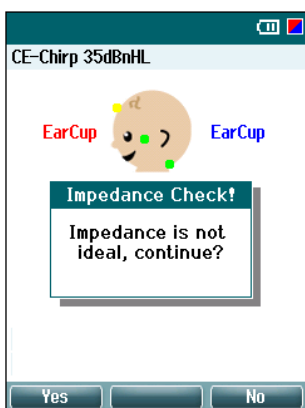 CE-Chirp 35dBnHL
EarCup EarCup
Impedance Check!
Impedance is not
ideal, continue?
Yes No